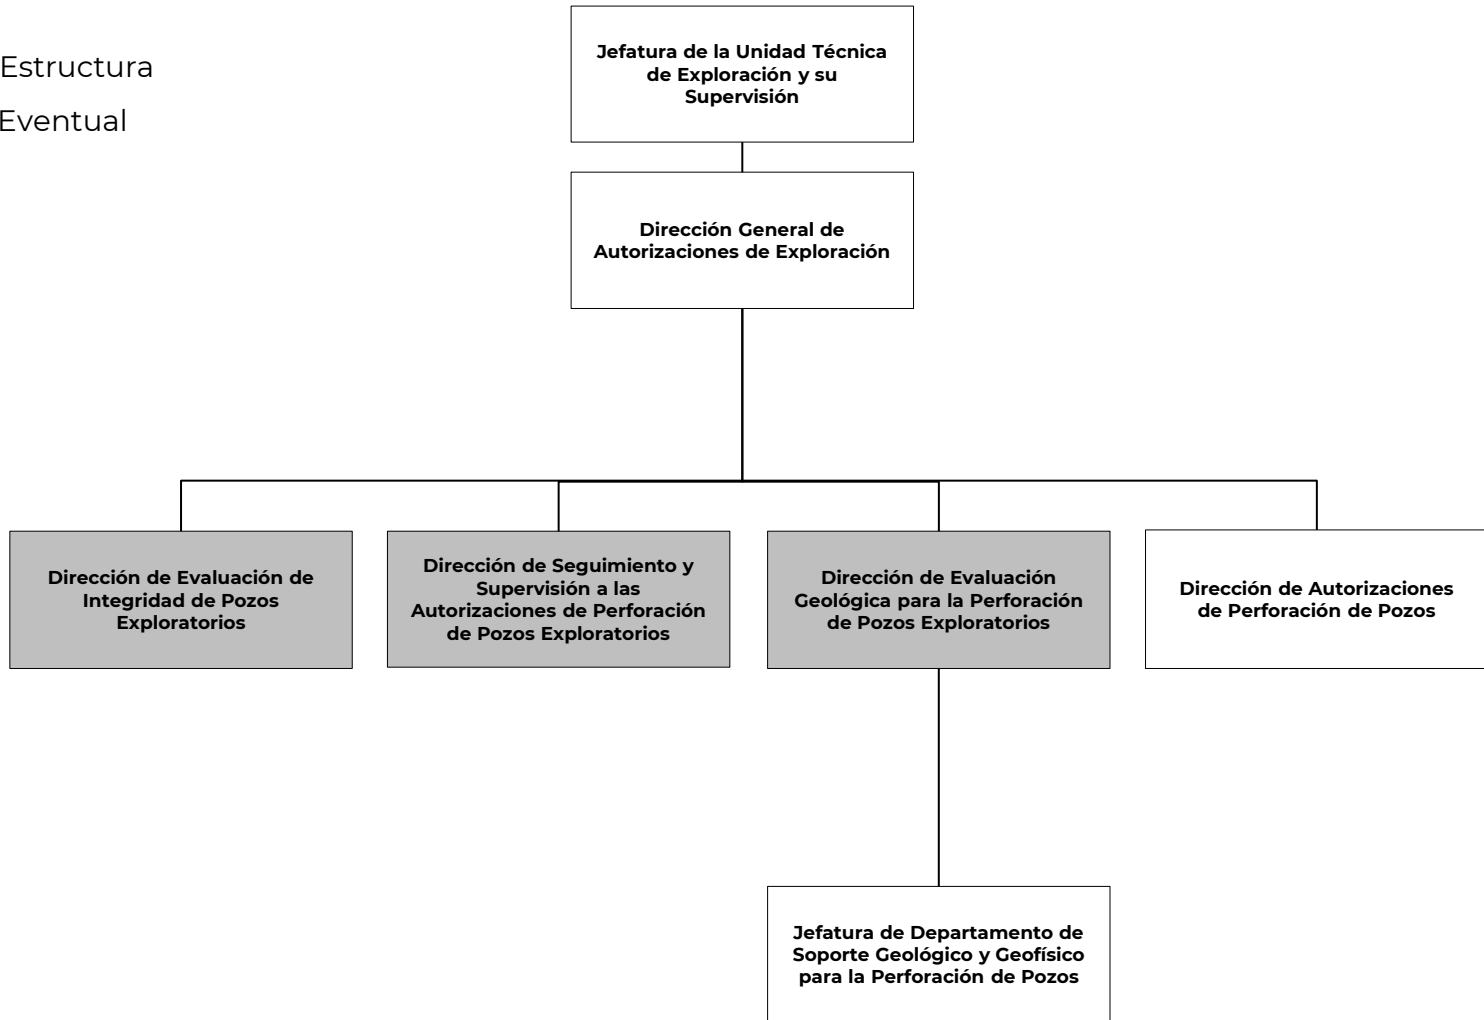 Estructura
Eventual
Jefatura de la Unidad Técnica
de Exploración y su
Supervisión
Dirección General de
Autorizaciones de Exploración
Dirección de Evaluación de
Integridad de Pozos
Exploratorios
Dirección de Seguimiento y
Supervisión a las
Autorizaciones de Perforación
de Pozos Exploratorios
Dirección de Evaluación
Geológica para la Perforación
de Pozos Exploratorios
Dirección de Autorizaciones
de Perforación de Pozos
Jefatura de Departamento de
Soporte Geológico y Geofísico
para la Perforación de Pozos